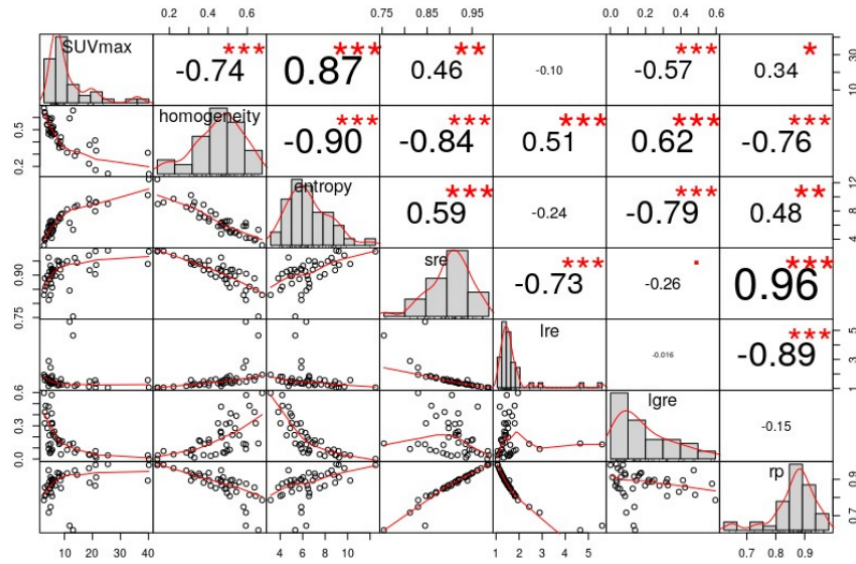 0.2 0.4 0.6 0.75 0.85 0.95 0.0 0.2 0.4 0.6
SUVmax -0.74 *** 0.87 *** 0.46 ** -0.10 -0.57 *** 0.34 * 10 30
0.2 0.5 homogeneity -0.90 *** -0.84 *** 0.51 *** 0.62 *** -0.76 ***
entropy 0.59 *** -0.24 -0.79 *** 0.48 ** 4 8 12
0.75 0.90 sre -0.73 *** -0.26 . 0.96 ***
lre -0.016 -0.89 *** 1 3 5
0.0 0.3 0.6 lgre -0.15
rp 0.7 0.9
10 20 30 40 4 6 8 10 1 2 3 4 5 0.7 0.8 0.9